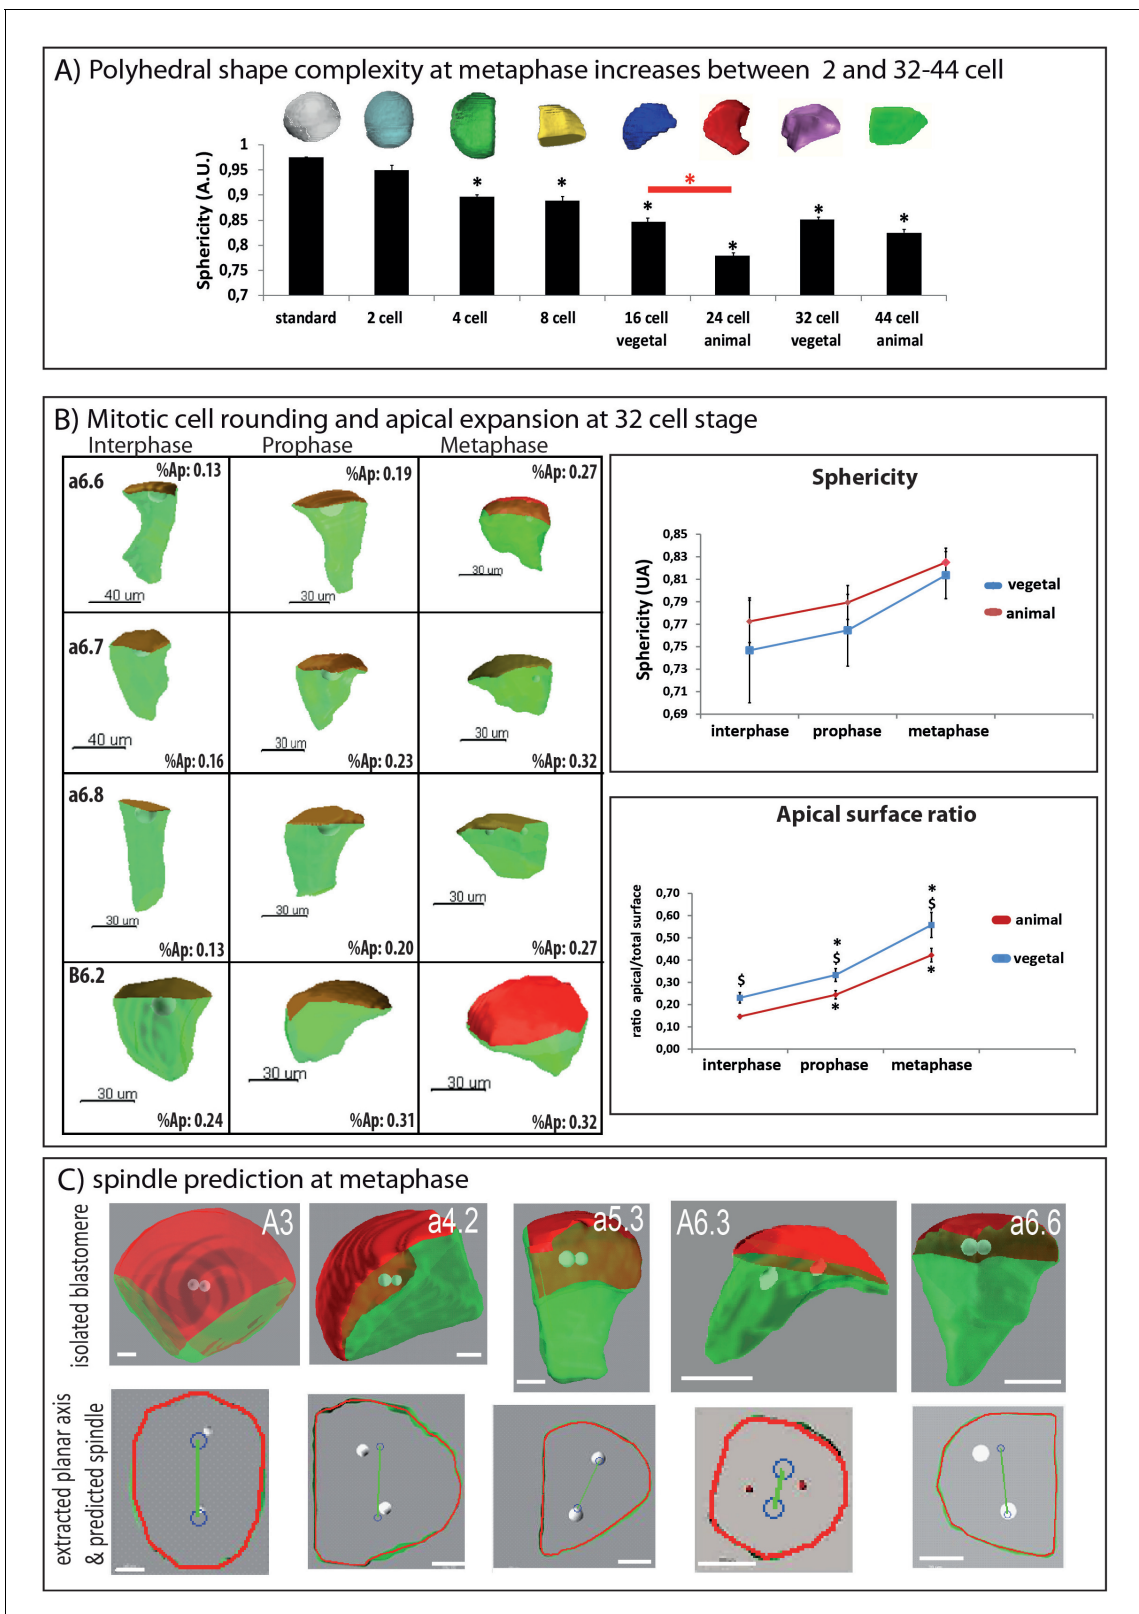 A) Polyhedral shape complexity at metaphase increases between 2 and 32-44 cell
Sphericity (A.U.)
1
0,95
0,9
0,85
0,8
0,75
0,7
*
*
*
*
*
*
*
standard
2 cell
4 cell
8 cell
16 cell vegetal
24 cell animal
32 cell vegetal
44 cell animal
B) Mitotic cell rounding and apical expansion at 32 cell stage
Interphase
Prophase
Metaphase
a6.6
%Ap: 0.13
40 um
%Ap: 0.19
30 um
%Ap: 0.27
30 um
a6.7
40 um
%Ap: 0.16
30 um
%Ap: 0.23
30 um
%Ap: 0.32
a6.8
30 um
%Ap: 0.13
30 um
%Ap: 0.20
30 um
%Ap: 0.27
B6.2
30 um
%Ap: 0.24
30 um
%Ap: 0.31
30 um
%Ap: 0.32
Sphericity
Sphericity (UA)
0,85
0,83
0,81
0,79
0,77
0,75
0,73
0,71
0,69
interphase
prophase
metaphase
vegetal
animal
Apical surface ratio
ratio apical/total surface
0,70
0,60
0,50
0,40
0,30
0,20
0,10
0,00
$
*
$
*
*
$
*
interphase
prophase
metaphase
animal
vegetal
C) spindle prediction at metaphase
isolated blastomere
A3
a4.2
a5.3
A6.3
a6.6
extracted planar axis
& predicted spindle